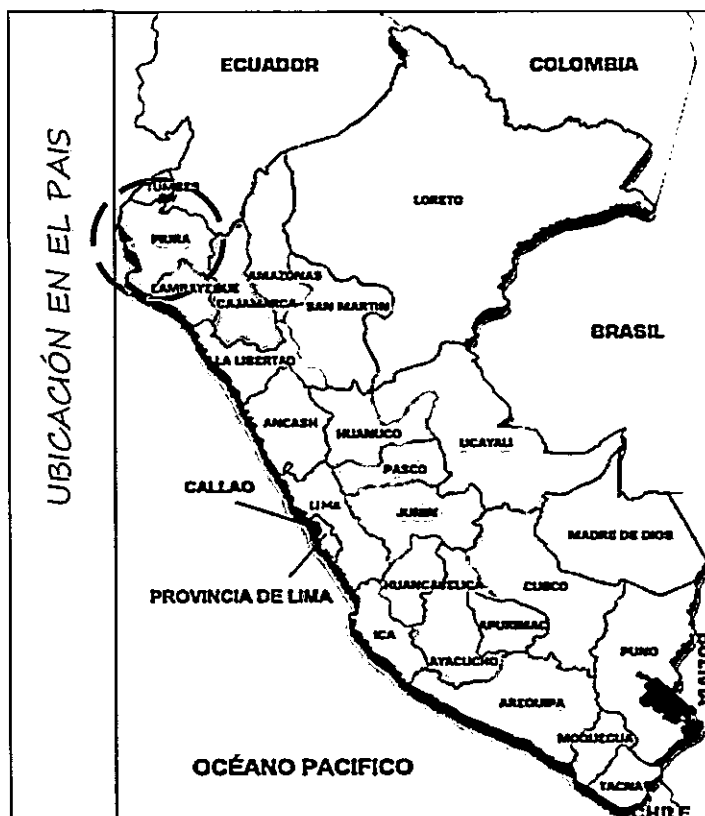 UBICACIÓN EN EL PAIS
ECUADOR
COLOMBIA
TUMBES
LORETO
PIURA
AMAZONAS
LAMBAYEQUE
CAJAMARCA
SAN MARTIN
BRASIL
LA LIBERTAD
ANCASH
HUANUCO
UCAYALI
PASCO
CALLAO
LIMA
JUNIN
MADRE DE DIOS
HUANCAVELICA
CUSCO
PROVINCIA DE LIMA
APURIMAC
ICA
AYACUCHO
PUNO
BOLIVIA
AREQUIPA
MOQUEGUA
OCÉANO PACIFICO
TACNA
CHILE